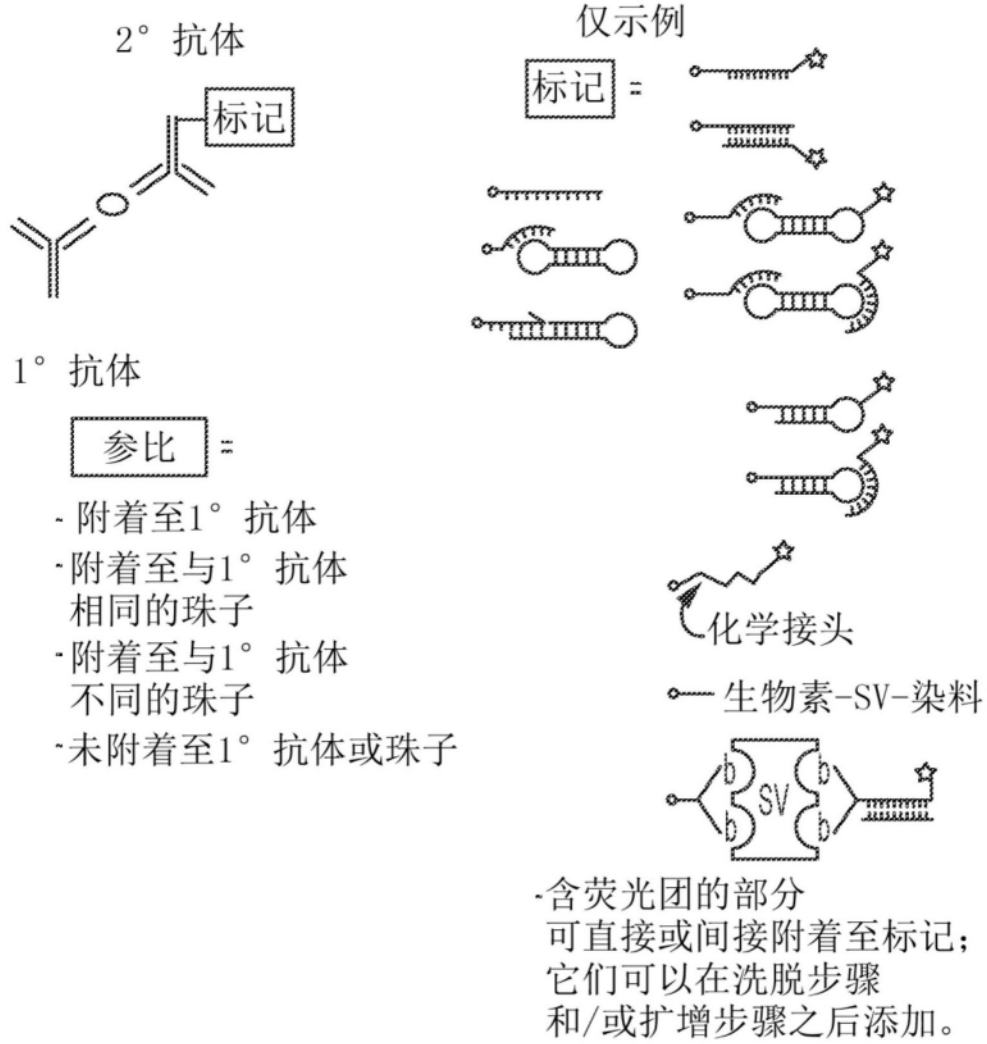 2° 抗体
标记
1° 抗体
参比 =
- 附着至1° 抗体
-附着至与1° 抗体
相同的珠子
-附着至与1° 抗体
不同的珠子
-未附着至1° 抗体或珠子
仅示例
标记 =
化学接头
生物素-SV-染料
SV
-含荧光团的部分
可直接或间接附着至标记;
它们可以在洗脱步骤
和/或扩增步骤之后添加。